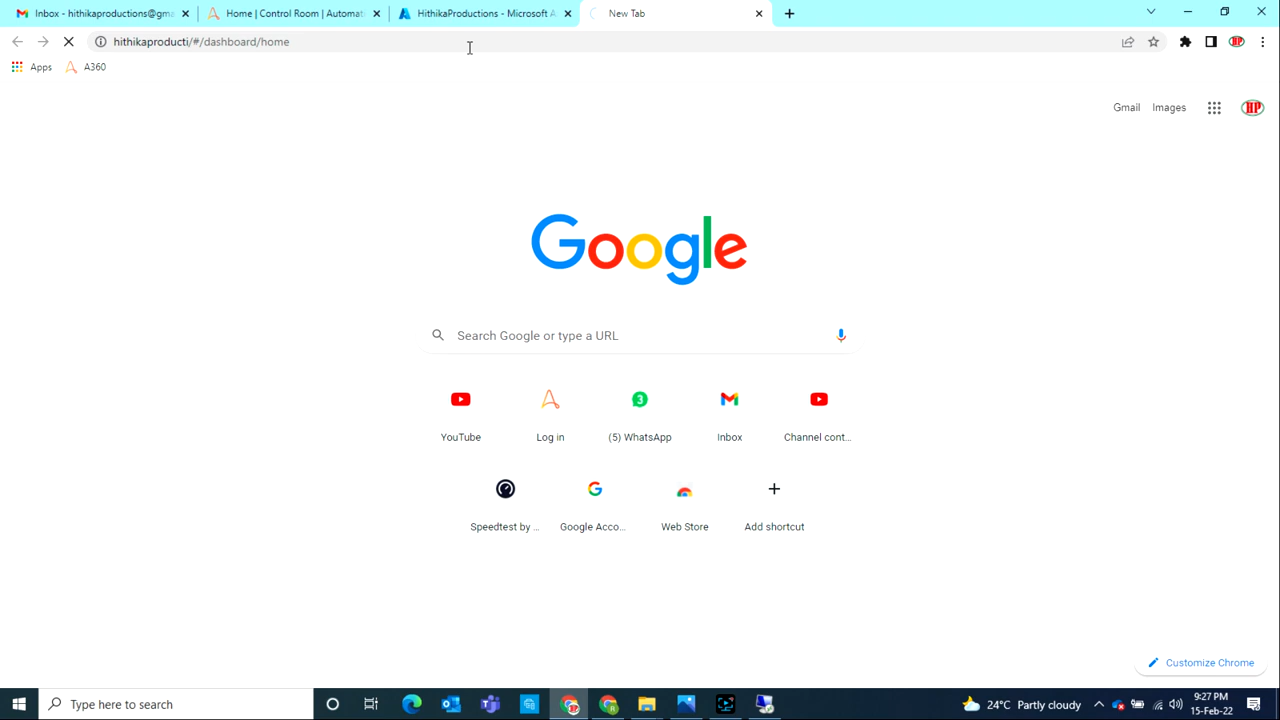 Inbox - hithikaproductions@gma
Home | Control Room | Automat
HithikaProductions - Microsoft A
New Tab
hithikaproducti/#/dashboard/home
Apps
A360
Gmail
Images
HP
Google
Search Google or type a URL
YouTube
Log in
(5) WhatsApp
Inbox
Channel cont...
Speedtest by ...
Google Acco...
Web Store
Add shortcut
Customize Chrome
Type here to search
24°C Partly cloudy
9:27 PM
15-Feb-22